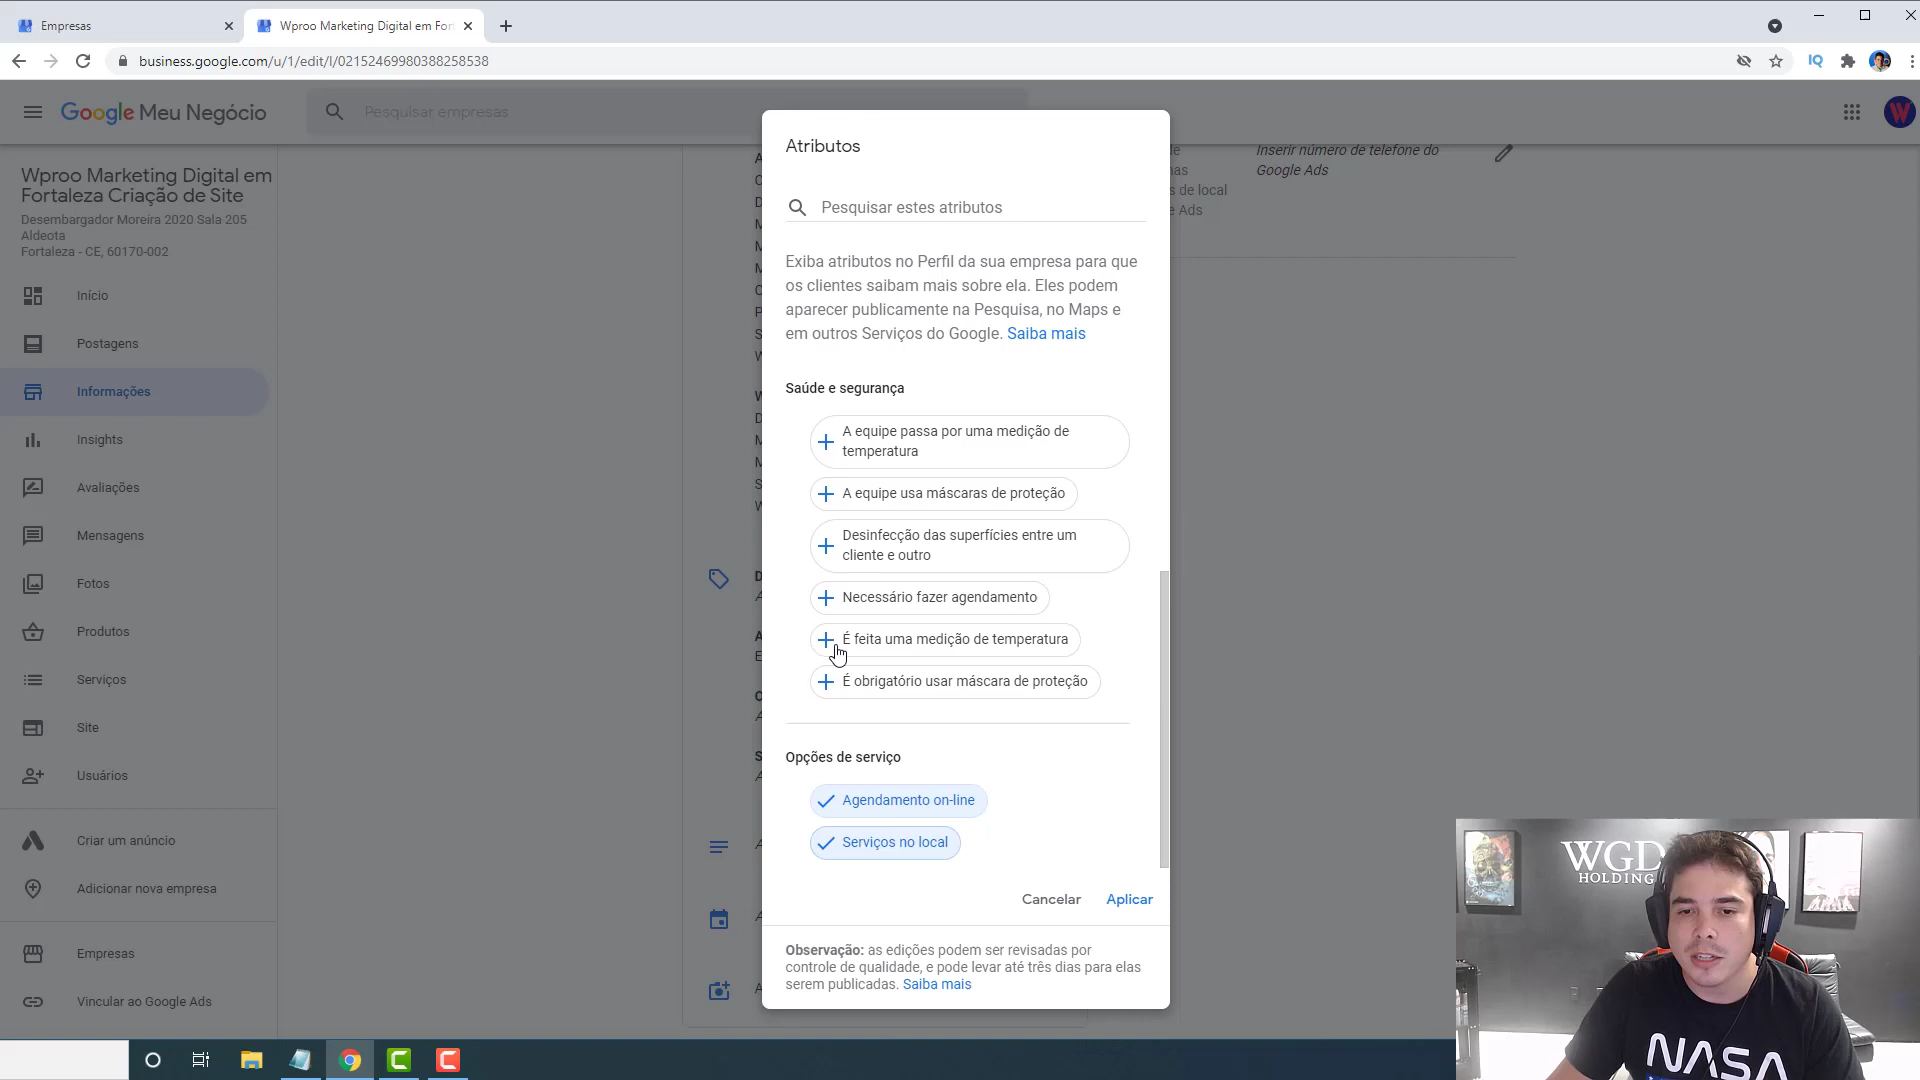 Empresas
Wproo Marketing Digital em For
business.google.com/u/1/edit/l/02152469980388258538
IQ
Google Meu Negócio
Pesquisar empresas
W
Wproo Marketing Digital em
Fortaleza Criação de Site
Desembargador Moreira 2020 Sala 205
Aldeota
Fortaleza - CE, 60170-002
Início
Postagens
Informações
Insights
Avaliações
Mensagens
Fotos
Produtos
Serviços
Site
Usuários
Criar um anúncio
Adicionar nova empresa
Empresas
Vincular ao Google Ads
Atributos
Pesquisar estes atributos
Exiba atributos no Perfil da sua empresa para que
os clientes saibam mais sobre ela. Eles podem
aparecer publicamente na Pesquisa, no Maps e
em outros Serviços do Google. Saiba mais
Saúde e segurança
A equipe passa por uma medição de
temperatura
A equipe usa máscaras de proteção
Desinfecção das superfícies entre um
cliente e outro
Necessário fazer agendamento
É feita uma medição de temperatura
É obrigatório usar máscara de proteção
Opções de serviço
Agendamento on-line
Serviços no local
Cancelar
Aplicar
Observação: as edições podem ser revisadas por
controle de qualidade, e pode levar até três dias para elas
serem publicadas. Saiba mais
Inserir número de telefone do
Google Ads
s de local
Ads
WGD
HOLDING
NASA